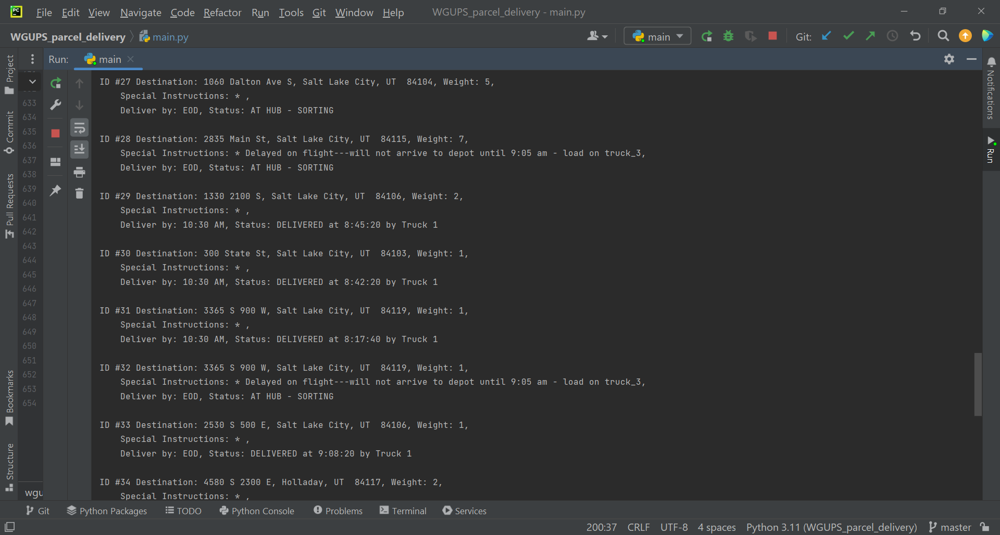 PC File Edit View Navigate Code Refactor Run Tools Git Window Help WGUPS_parcel_delivery - main.py
WGUPS_parcel_delivery main.py main Git:
Project
Commit
Pull Requests
Bookmarks
Structure
Run: main
633
634
635
636
637
638
639
640
641
642
643
644
645
646
647
648
649
650
651
652
653
654
wgu
ID #27 Destination: 1060 Dalton Ave S, Salt Lake City, UT  84104, Weight: 5,
Special Instructions: * ,
Deliver by: EOD, Status: AT HUB - SORTING
ID #28 Destination: 2835 Main St, Salt Lake City, UT  84115, Weight: 7,
Special Instructions: * Delayed on flight---will not arrive to depot until 9:05 am - load on truck_3,
Deliver by: EOD, Status: AT HUB - SORTING
ID #29 Destination: 1330 2100 S, Salt Lake City, UT  84106, Weight: 2,
Special Instructions: * ,
Deliver by: 10:30 AM, Status: DELIVERED at 8:45:20 by Truck 1
ID #30 Destination: 300 State St, Salt Lake City, UT  84103, Weight: 1,
Special Instructions: * ,
Deliver by: 10:30 AM, Status: DELIVERED at 8:42:20 by Truck 1
ID #31 Destination: 3365 S 900 W, Salt Lake City, UT  84119, Weight: 1,
Special Instructions: * ,
Deliver by: 10:30 AM, Status: DELIVERED at 8:17:40 by Truck 1
ID #32 Destination: 3365 S 900 W, Salt Lake City, UT  84119, Weight: 1,
Special Instructions: * Delayed on flight---will not arrive to depot until 9:05 am - load on truck_3,
Deliver by: EOD, Status: AT HUB - SORTING
ID #33 Destination: 2530 S 500 E, Salt Lake City, UT  84106, Weight: 1,
Special Instructions: * ,
Deliver by: EOD, Status: DELIVERED at 9:08:20 by Truck 1
ID #34 Destination: 4580 S 2300 E, Holladay, UT  84117, Weight: 2,
Special Instructions: * ,
Notifications
Run
Git Python Packages TODO Python Console Problems Terminal Services
200:37 CRLF UTF-8 4 spaces Python 3.11 (WGUPS_parcel_delivery) master